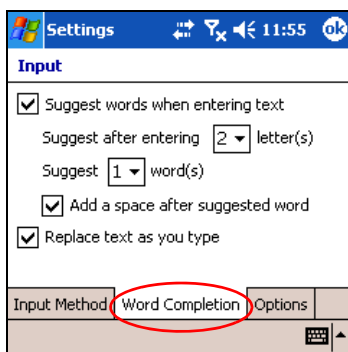 Settings 11:55 ok
Input
Suggest words when entering text
Suggest after entering 2 letter(s)
Suggest 1 word(s)
Add a space after suggested word
Replace text as you type
Input Method Word Completion Options